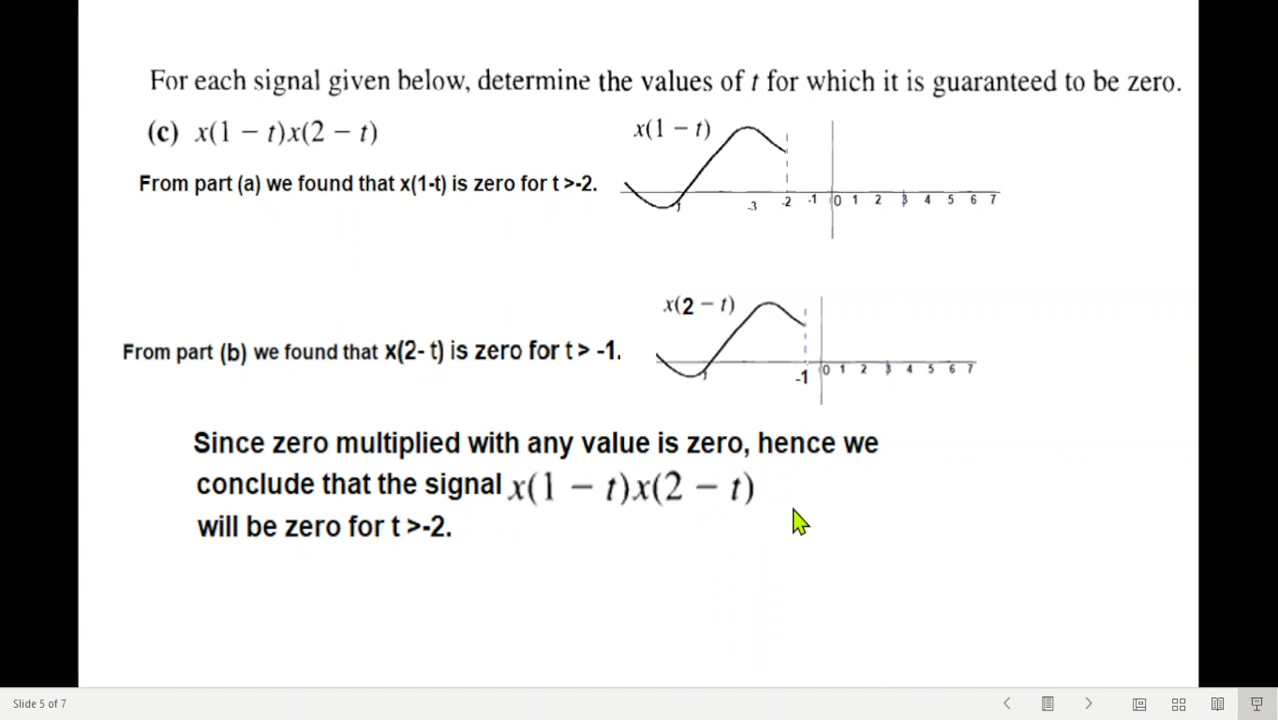 For each signal given below, determine the values of t for which it is guaranteed to be zero.
(c) x(1 − t)x(2 − t)
x(1 − t)
From part (a) we found that x(1-t) is zero for t >-2.
-3 -2 -1 0 1 2 3 4 5 6 7
x(2 − t)
From part (b) we found that x(2- t) is zero for t > -1.
-1 0 1 2 3 4 5 6 7
Since zero multiplied with any value is zero, hence we
conclude that the signal x(1 − t)x(2 − t)
will be zero for t >-2.
Slide 5 of 7